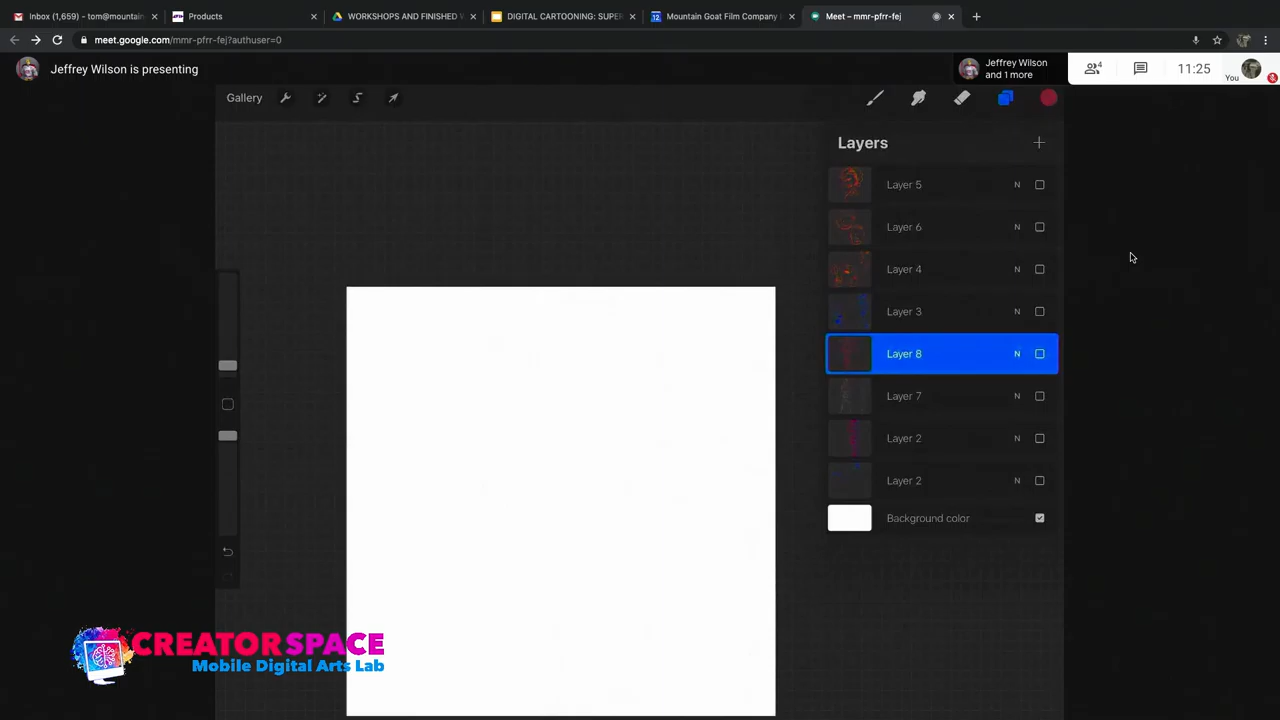 Inbox (1,659) - tom@mountain
Products
WORKSHOPS AND FINISHED
DIGITAL CARTOONING: SUPER
Mountain Goat Film Company
Meet – mmr-pfrr-fej
meet.google.com/mmr-pfrr-fej?authuser=0
Jeffrey Wilson is presenting
Jeffrey Wilson
and 1 more
4
11:25
You
Gallery
Layers
Layer 5 N
Layer 6 N
Layer 4 N
Layer 3 N
Layer 8 N
Layer 7 N
Layer 2 N
Layer 2 N
Background color
CREATORSPACE
Mobile Digital Arts Lab